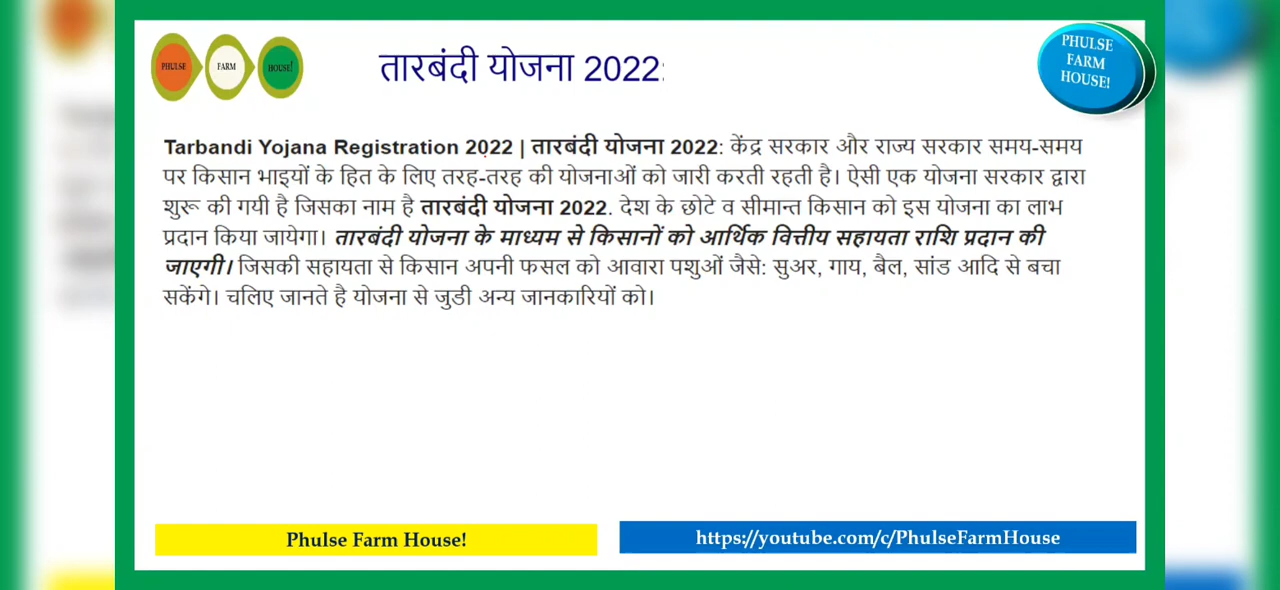 PHULSE
FARM
HOUSE!
तारबंदी योजना 2022:
PHULSE
FARM
HOUSE!
Tarbandi Yojana Registration 2022 | तारबंदी योजना 2022: केंद्र सरकार और राज्य सरकार समय-समय
पर किसान भाइयों के हित के लिए तरह-तरह की योजनाओं को जारी करती रहती है। ऐसी एक योजना सरकार द्वारा
शुरू की गयी है जिसका नाम है तारबंदी योजना 2022. देश के छोटे व सीमान्त किसान को इस योजना का लाभ
प्रदान किया जायेगा। तारबंदी योजना के माध्यम से किसानों को आर्थिक वित्तीय सहायता राशि प्रदान की
जाएगी। जिसकी सहायता से किसान अपनी फसल को आवारा पशुओं जैसे: सुअर, गाय, बैल, सांड आदि से बचा
सकेंगे। चलिए जानते है योजना से जुडी अन्य जानकारियों को।
Phulse Farm House!
https://youtube.com/c/PhulseFarmHouse